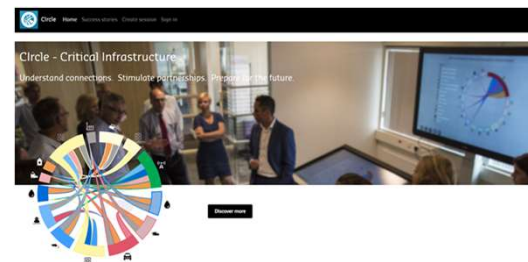 CIrcle Home Success stories Create session Sign in
CIrcle - Critical Infrastructure
Understand connections. Stimulate partnerships. Prepare for the future.
Discover more